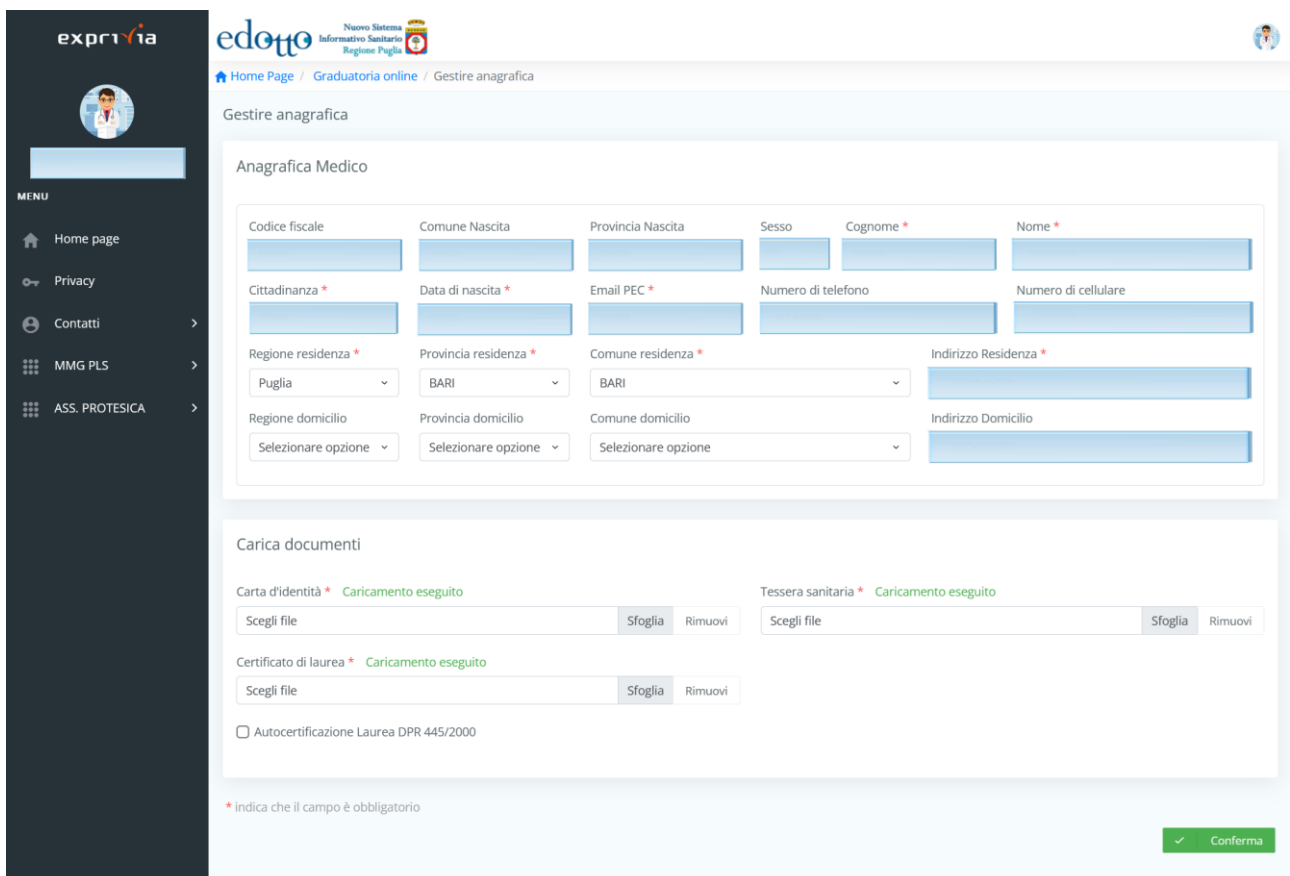 exprivia
edotto Nuovo Sistema
Informativo Sanitario
Regione Puglia
Home Page / Graduatoria online / Gestire anagrafica
Gestire anagrafica
MENU
Home page
Privacy
Contatti
MMG PLS
ASS. PROTESICA
Anagrafica Medico
Codice fiscale Comune Nascita Provincia Nascita Sesso Cognome * Nome *
Cittadinanza * Data di nascita * Email PEC * Numero di telefono Numero di cellulare
Regione residenza * Provincia residenza * Comune residenza * Indirizzo Residenza *
Puglia BARI BARI
Regione domicilio Provincia domicilio Comune domicilio Indirizzo Domicilio
Selezionare opzione Selezionare opzione Selezionare opzione
Carica documenti
Carta d'identità * Caricamento eseguito Tessera sanitaria * Caricamento eseguito
Scegli file Sfoglia Rimuovi Scegli file Sfoglia Rimuovi
Certificato di laurea * Caricamento eseguito
Scegli file Sfoglia Rimuovi
Autocertificazione Laurea DPR 445/2000
* indica che il campo è obbligatorio
Conferma